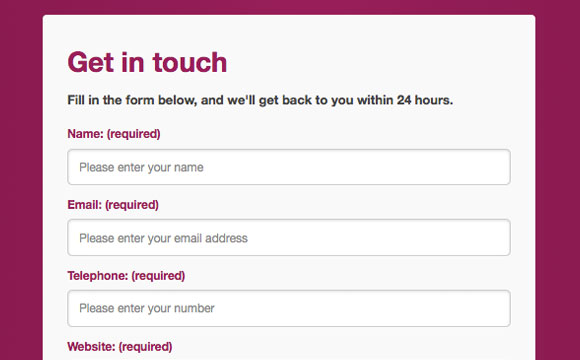 Get in touch
Fill in the form below, and we'll get back to you within 24 hours.
Name: (required)
Please enter your name
Email: (required)
Please enter your email address
Telephone: (required)
Please enter your number
Website: (required)